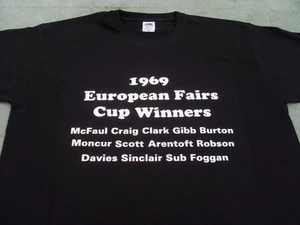 1969
European Fairs
Cup Winners
McFaul Craig Clark Gibb Burton
Moncur Scott Arentoft Robson
Davies Sinclair Sub Foggan